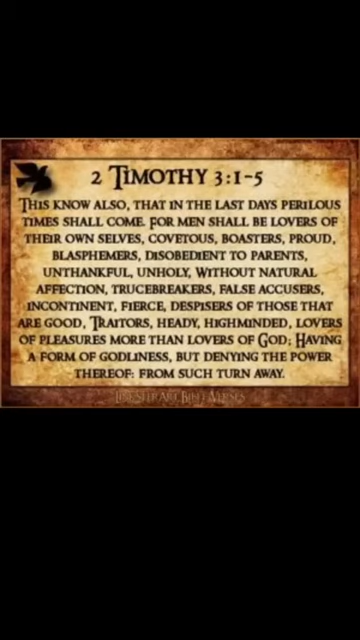 2 Timothy 3:1-5
This know also, that in the last days perilous
times shall come. For men shall be lovers of
their own selves, covetous, boasters, proud,
blasphemers, disobedient to parents,
unthankful, unholy, Without natural
affection, trucebreakers, false accusers,
incontinent, fierce, despisers of those that
are good, Traitors, heady, highminded, lovers
of pleasures more than lovers of God; Having
a form of godliness, but denying the power
thereof: from such turn away.
Bible Verses